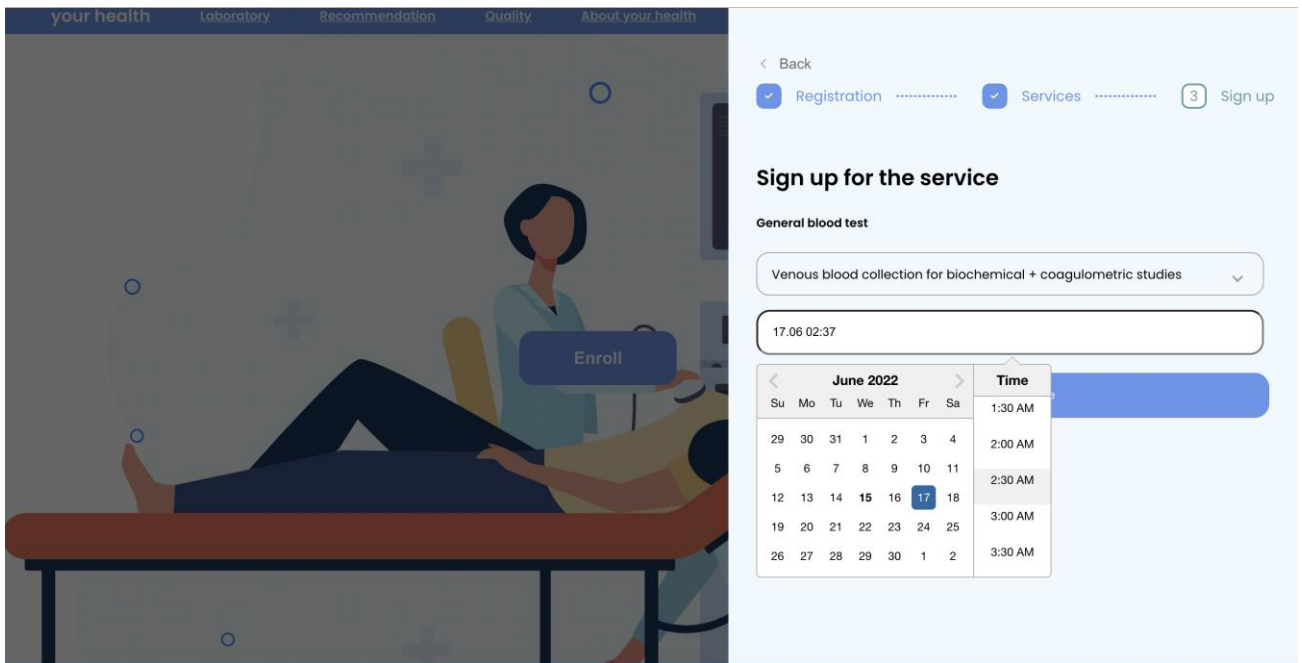 your health Laboratory Recommendation Quality About your health
Back
Registration Services 3 Sign up
Sign up for the service
General blood test
Venous blood collection for biochemical + coagulometric studies
17.06 02:37
Enroll
June 2022 Time
Su Mo Tu We Th Fr Sa
1:30 AM
29 30 31 1 2 3 4
2:00 AM
5 6 7 8 9 10 11
2:30 AM
12 13 14 15 16 17 18
3:00 AM
19 20 21 22 23 24 25
3:30 AM
26 27 28 29 30 1 2